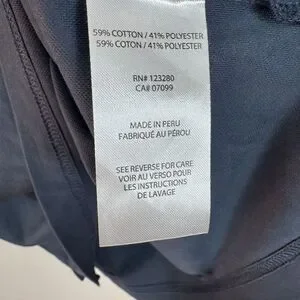 59% COTTON / 41% POLYESTER
59% COTON / 41% POLYESTER
RN# 123280
CA# 07099
MADE IN PERU
FABRIQUÉ AU PÉROU
SEE REVERSE FOR CARE
VOIR AU VERSO POUR
LES INSTRUCTIONS
DE LAVAGE